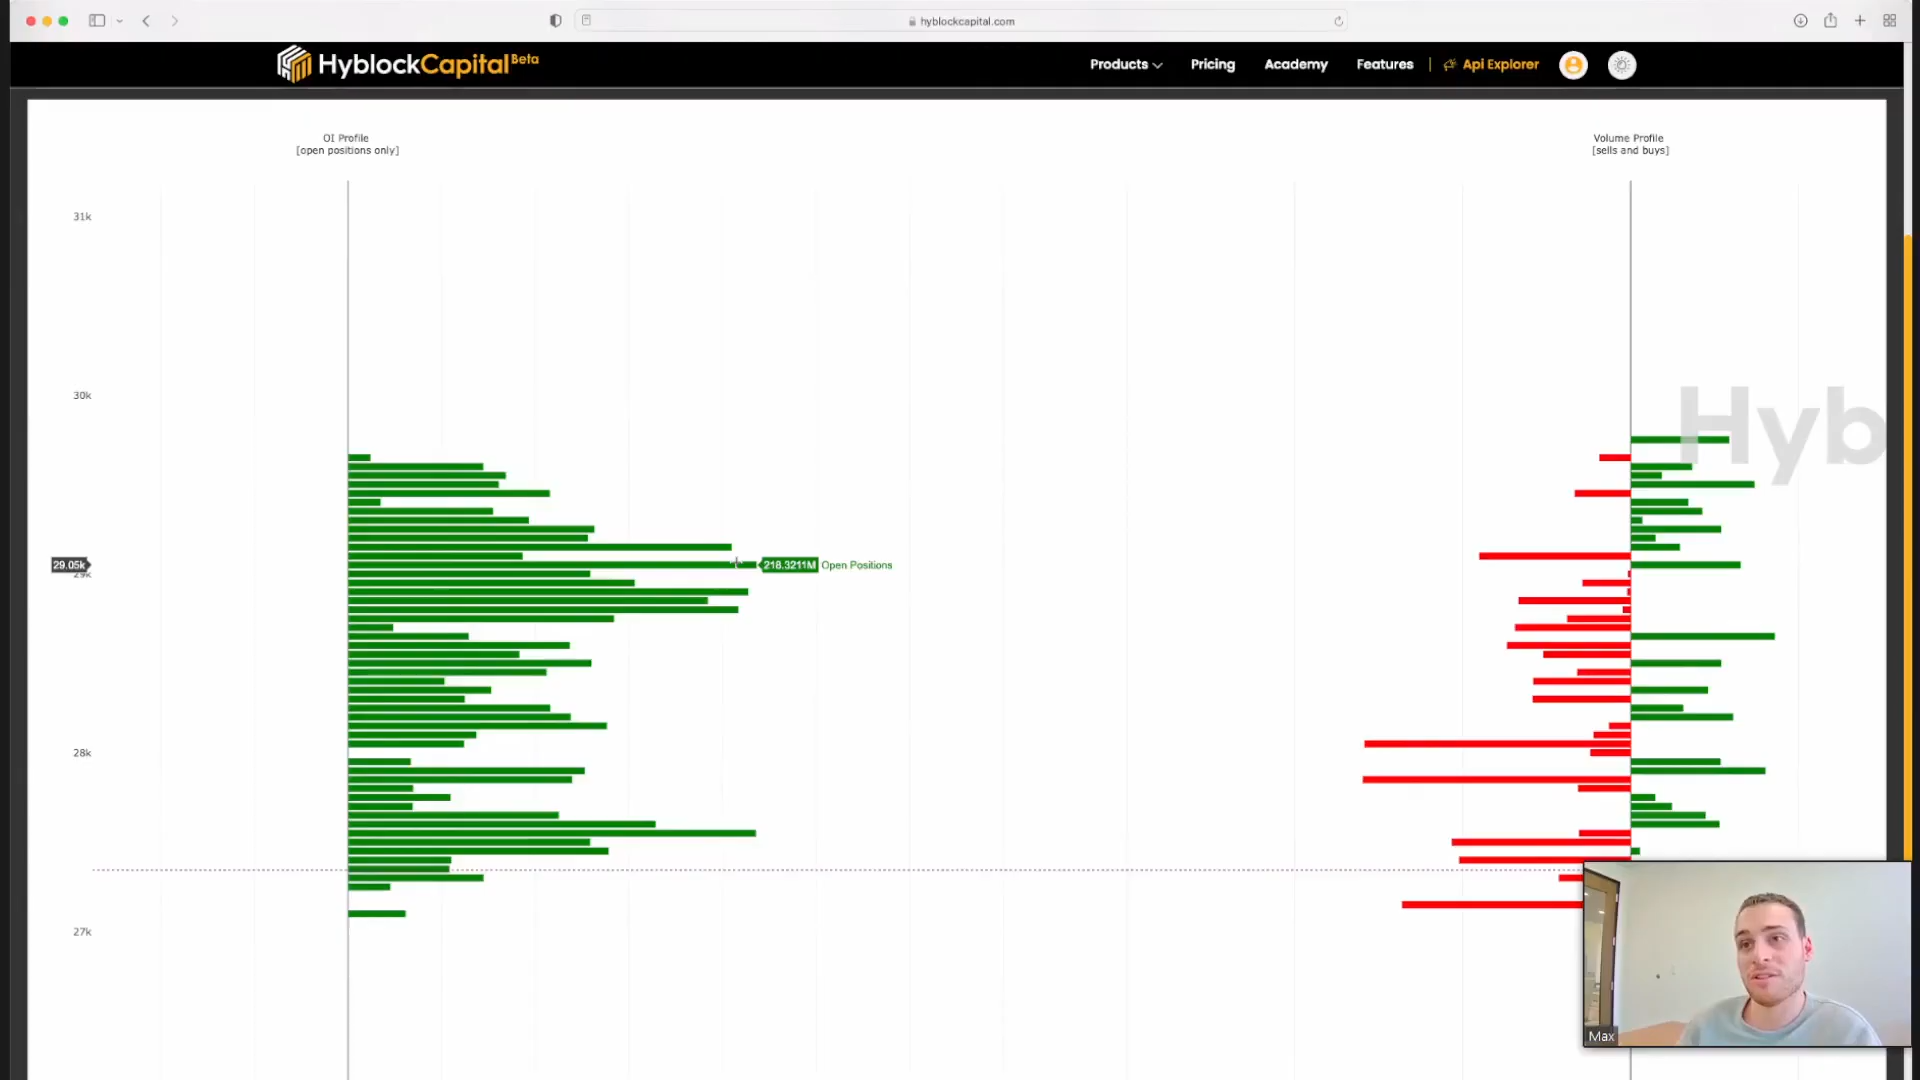 hyblockcapital.com
HyblockCapital Beta
Products
Pricing
Academy
Features
Api Explorer
OI Profile
[open positions only]
Volume Profile
[sells and buys]
31k
30k
Hyb
29.05k
218.3211M
Open Positions
29k
28k
27k
Max